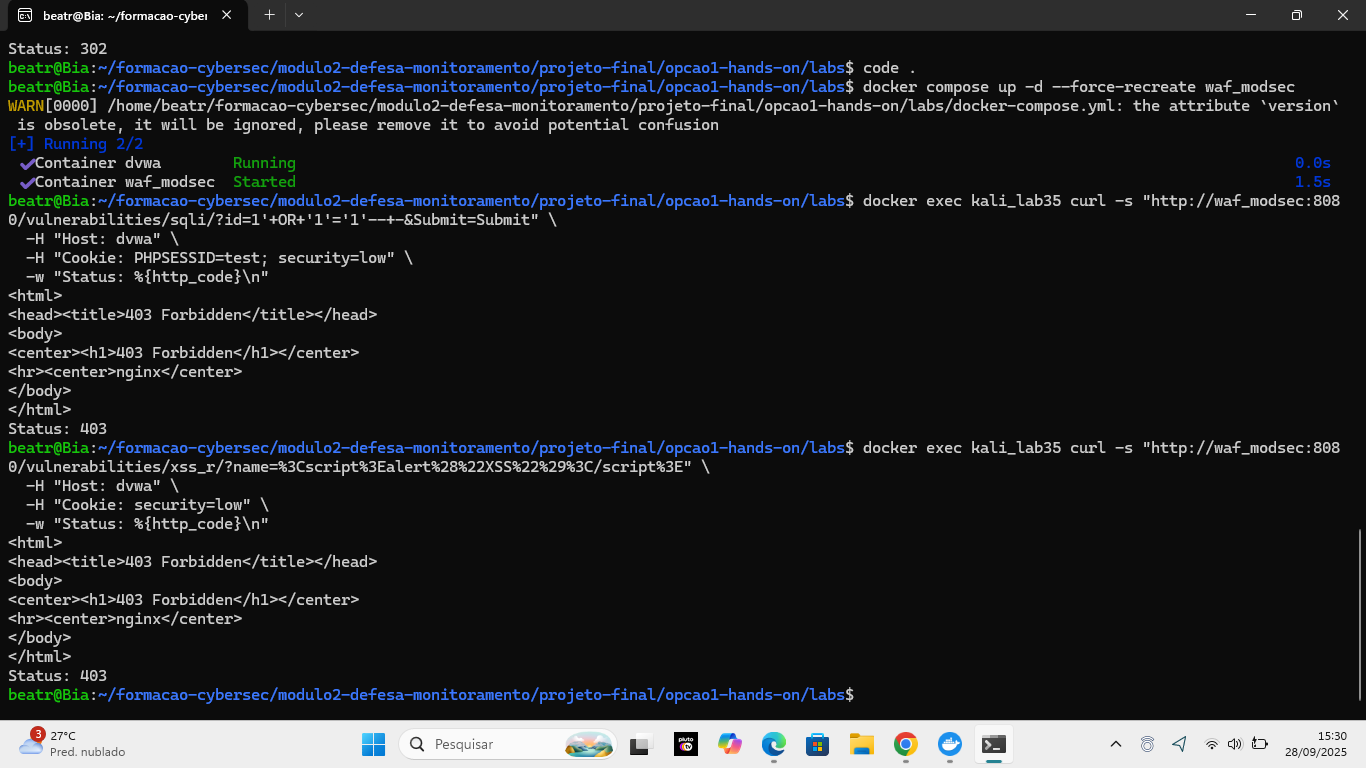 beatr@Bia: ~/formacao-cyber
Status: 302
beatr@Bia:~/formacao-cybersec/modulo2-defesa-monitoramento/projeto-final/opcao1-hands-on/labs$ code .
beatr@Bia:~/formacao-cybersec/modulo2-defesa-monitoramento/projeto-final/opcao1-hands-on/labs$ docker compose up -d --force-recreate waf_modsec
WARN[0000] /home/beatr/formacao-cybersec/modulo2-defesa-monitoramento/projeto-final/opcao1-hands-on/labs/docker-compose.yml: the attribute `version`
 is obsolete, it will be ignored, please remove it to avoid potential confusion
[+] Running 2/2
 ✔Container dvwa        Running                                                                                                    0.0s
 ✔Container waf_modsec  Started                                                                                                    1.5s
beatr@Bia:~/formacao-cybersec/modulo2-defesa-monitoramento/projeto-final/opcao1-hands-on/labs$ docker exec kali_lab35 curl -s "http://waf_modsec:808
0/vulnerabilities/sqli/?id=1'+OR+'1'='1'--+-&Submit=Submit" \
  -H "Host: dvwa" \
  -H "Cookie: PHPSESSID=test; security=low" \
  -w "Status: %{http_code}\n"
<html>
<head><title>403 Forbidden</title></head>
<body>
<center><h1>403 Forbidden</h1></center>
<hr><center>nginx</center>
</body>
</html>
Status: 403
beatr@Bia:~/formacao-cybersec/modulo2-defesa-monitoramento/projeto-final/opcao1-hands-on/labs$ docker exec kali_lab35 curl -s "http://waf_modsec:808
0/vulnerabilities/xss_r/?name=%3Cscript%3Ealert%28%22XSS%22%29%3C/script%3E" \
  -H "Host: dvwa" \
  -H "Cookie: security=low" \
  -w "Status: %{http_code}\n"
<html>
<head><title>403 Forbidden</title></head>
<body>
<center><h1>403 Forbidden</h1></center>
<hr><center>nginx</center>
</body>
</html>
Status: 403
beatr@Bia:~/formacao-cybersec/modulo2-defesa-monitoramento/projeto-final/opcao1-hands-on/labs$
3
27°C
Pred. nublado
Pesquisar
pluto tv
15:30
28/09/2025